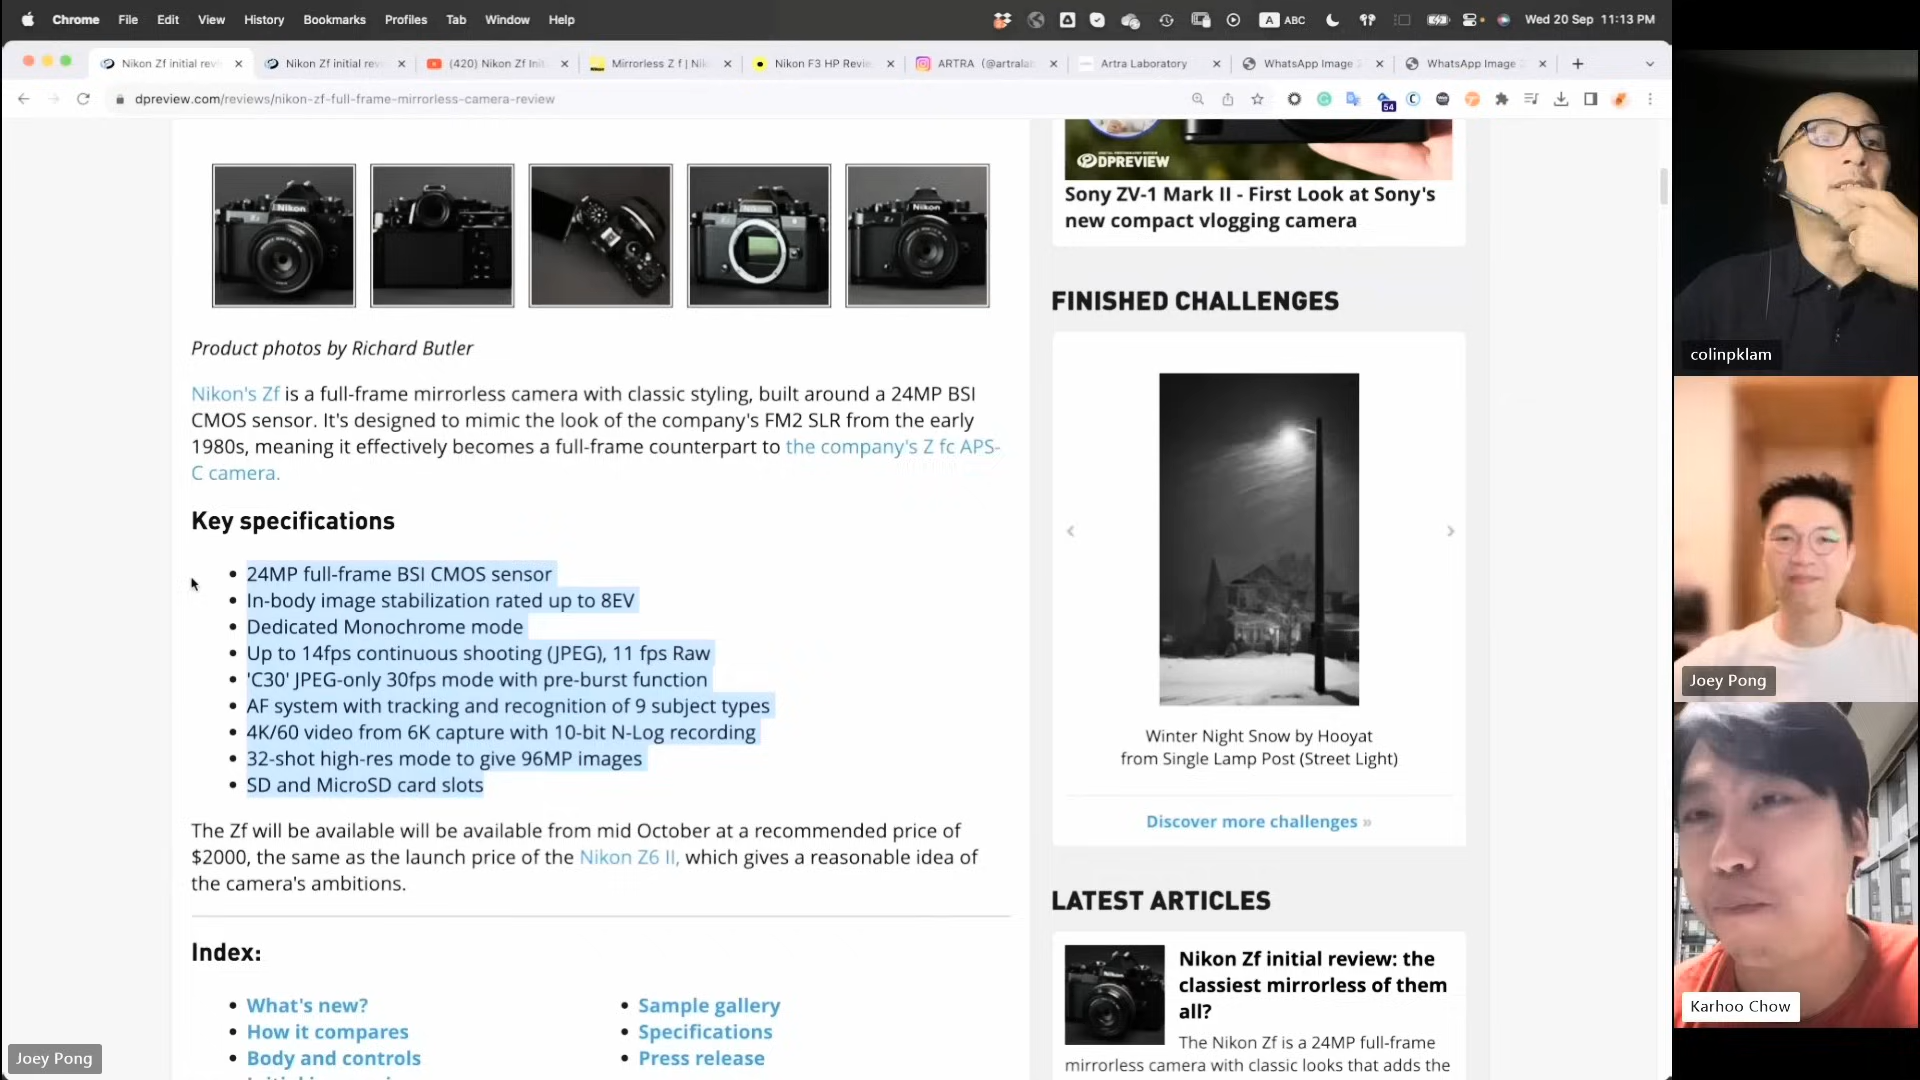 Chrome File Edit View History Bookmarks Profiles Tab Window Help
A ABC
Wed 20 Sep 11:13 PM
Nikon Zf initial revi
Nikon Zf initial revi
(420) Nikon Zf Init
Mirrorless Z f | Nik
Nikon F3 HP Revie
ARTRA (@artralab
Artra Laboratory
WhatsApp Image
WhatsApp Image
dpreview.com/reviews/nikon-zf-full-frame-mirrorless-camera-review
54
DPREVIEW
Sony ZV-1 Mark II - First Look at Sony's
new compact vlogging camera
Nikon
Nikon
Nikon
Product photos by Richard Butler
Nikon's Zf is a full-frame mirrorless camera with classic styling, built around a 24MP BSI
CMOS sensor. It's designed to mimic the look of the company's FM2 SLR from the early
1980s, meaning it effectively becomes a full-frame counterpart to the company's Z fc APS-
C camera.
Key specifications
• 24MP full-frame BSI CMOS sensor
• In-body image stabilization rated up to 8EV
• Dedicated Monochrome mode
• Up to 14fps continuous shooting (JPEG), 11 fps Raw
• 'C30' JPEG-only 30fps mode with pre-burst function
• AF system with tracking and recognition of 9 subject types
• 4K/60 video from 6K capture with 10-bit N-Log recording
• 32-shot high-res mode to give 96MP images
• SD and MicroSD card slots
The Zf will be available will be available from mid October at a recommended price of
$2000, the same as the launch price of the Nikon Z6 II, which gives a reasonable idea of
the camera's ambitions.
Index:
• What's new?
• How it compares
• Body and controls
• Sample gallery
• Specifications
• Press release
FINISHED CHALLENGES
Winter Night Snow by Hooyat
from Single Lamp Post (Street Light)
Discover more challenges »
LATEST ARTICLES
Nikon Zf initial review: the
classiest mirrorless of them
all?
The Nikon Zf is a 24MP full-frame
mirrorless camera with classic looks that adds the
colinpklam
Joey Pong
Karhoo Chow
Joey Pong